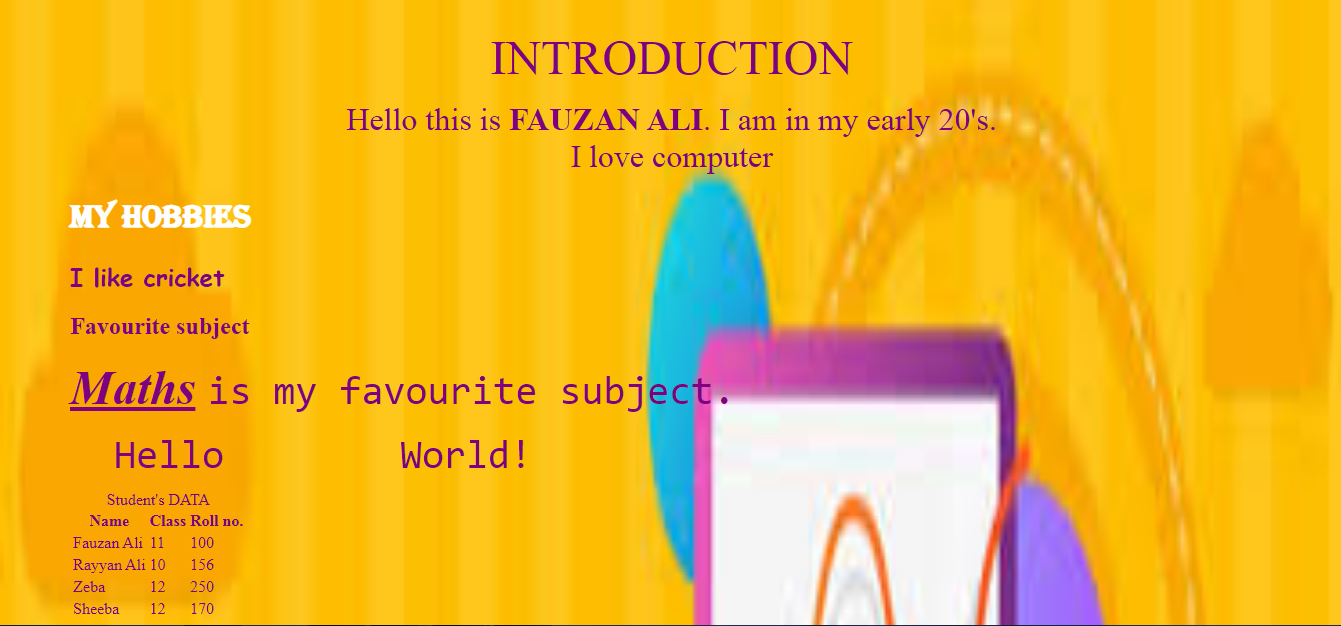 INTRODUCTION
Hello this is FAUZAN ALI. I am in my early 20's.
I love computer
MY HOBBIES
I like cricket
Favourite subject
Maths is my favourite subject.
Hello World!
Student's DATA
Name Class Roll no.
Fauzan Ali 11 100
Rayyan Ali 10 156
Zeba 12 250
Sheeba 12 170